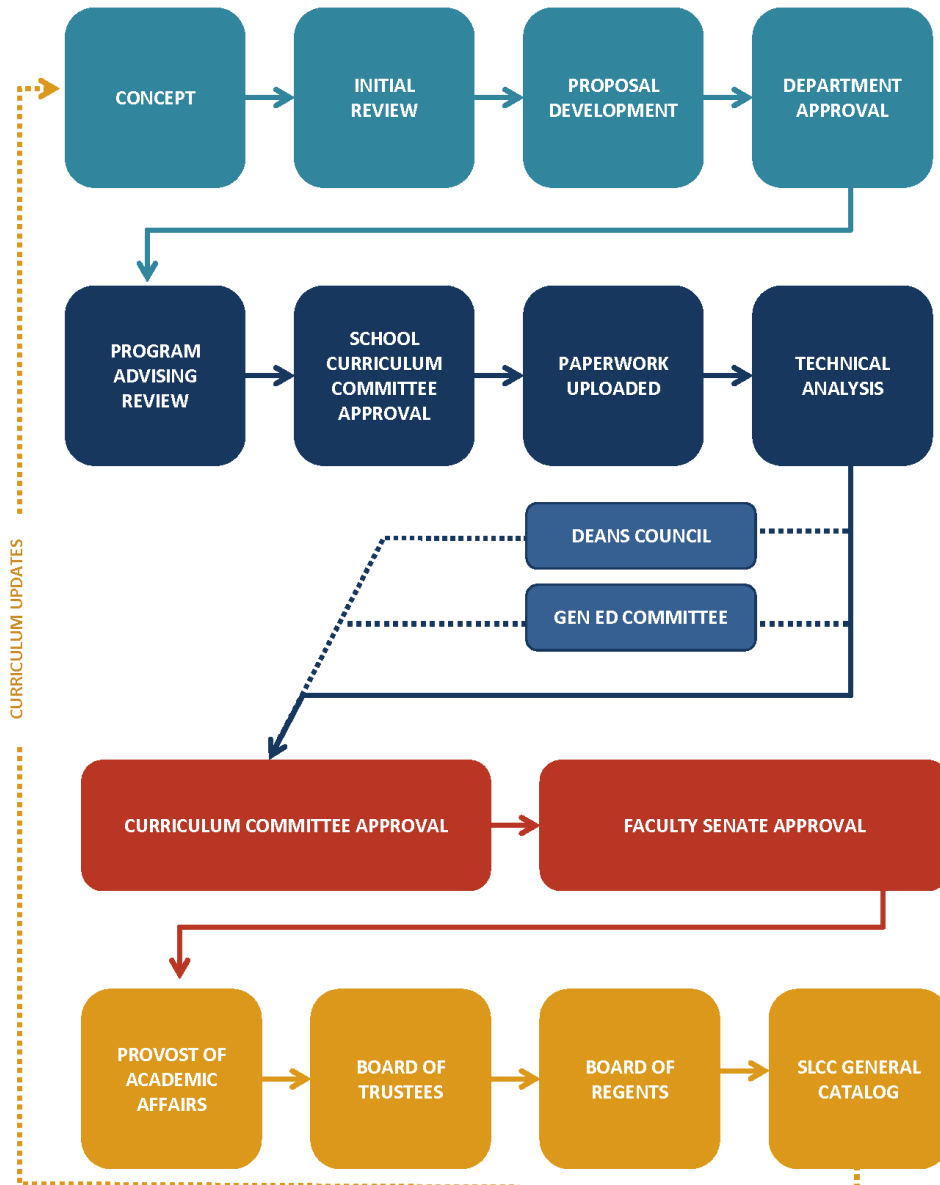 CONCEPT
INITIAL
REVIEW
PROPOSAL
DEVELOPMENT
DEPARTMENT
APPROVAL
PROGRAM
ADVISING
REVIEW
SCHOOL
CURRICULUM
COMMITTEE
APPROVAL
PAPERWORK
UPLOADED
TECHNICAL
ANALYSIS
DEANS COUNCIL
GEN ED COMMITTEE
CURRICULUM UPDATES
CURRICULUM COMMITTEE APPROVAL
FACULTY SENATE APPROVAL
PROVOST OF
ACADEMIC
AFFAIRS
BOARD OF
TRUSTEES
BOARD OF
REGENTS
SLCC GENERAL
CATALOG